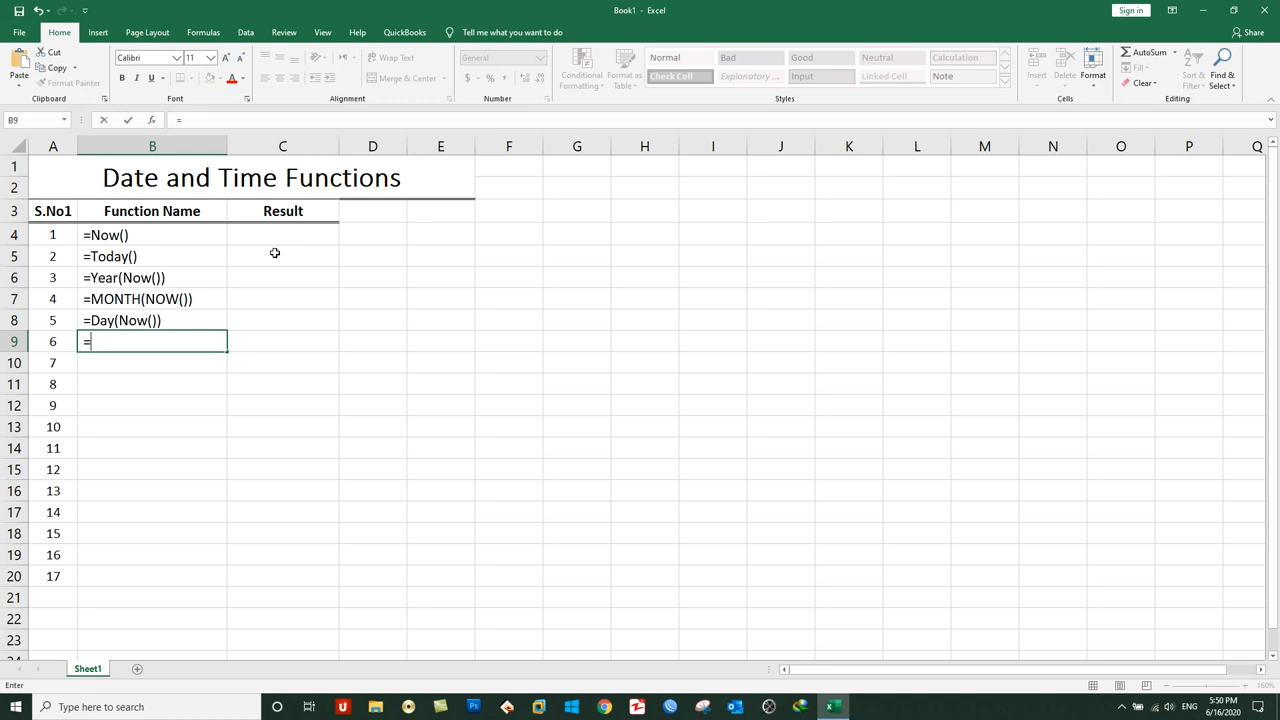 Book1 - Excel
Sign in
File Home Insert Page Layout Formulas Data Review View Help QuickBooks Tell me what you want to do Share
Paste
Cut
Copy
Format Painter
Clipboard
Calibri 11
B I U
Font
Wrap Text
Merge & Center
Alignment
General
$ % ,
Number
Conditional Formatting
Format as Table
Normal Bad Good Neutral Calculation
Check Cell Explanatory ... Input Linked Cell Note
Styles
Insert Delete Format
Cells
AutoSum
Fill
Clear
Sort & Filter
Find & Select
Editing
B9 fx =
A B C D E F G H I J K L M N O P Q
1
Date and Time Functions
2
3 S.No1 Function Name Result
4 1 =Now()
5 2 =Today()
6 3 =Year(Now())
7 4 =MONTH(NOW())
8 5 =Day(Now())
9 6 =
10 7
11 8
12 9
13 10
14 11
15 12
16 13
17 14
18 15
19 16
20 17
21
22
23
Sheet1
Enter
160%
Type here to search
ENG
5:50 PM
6/16/2020